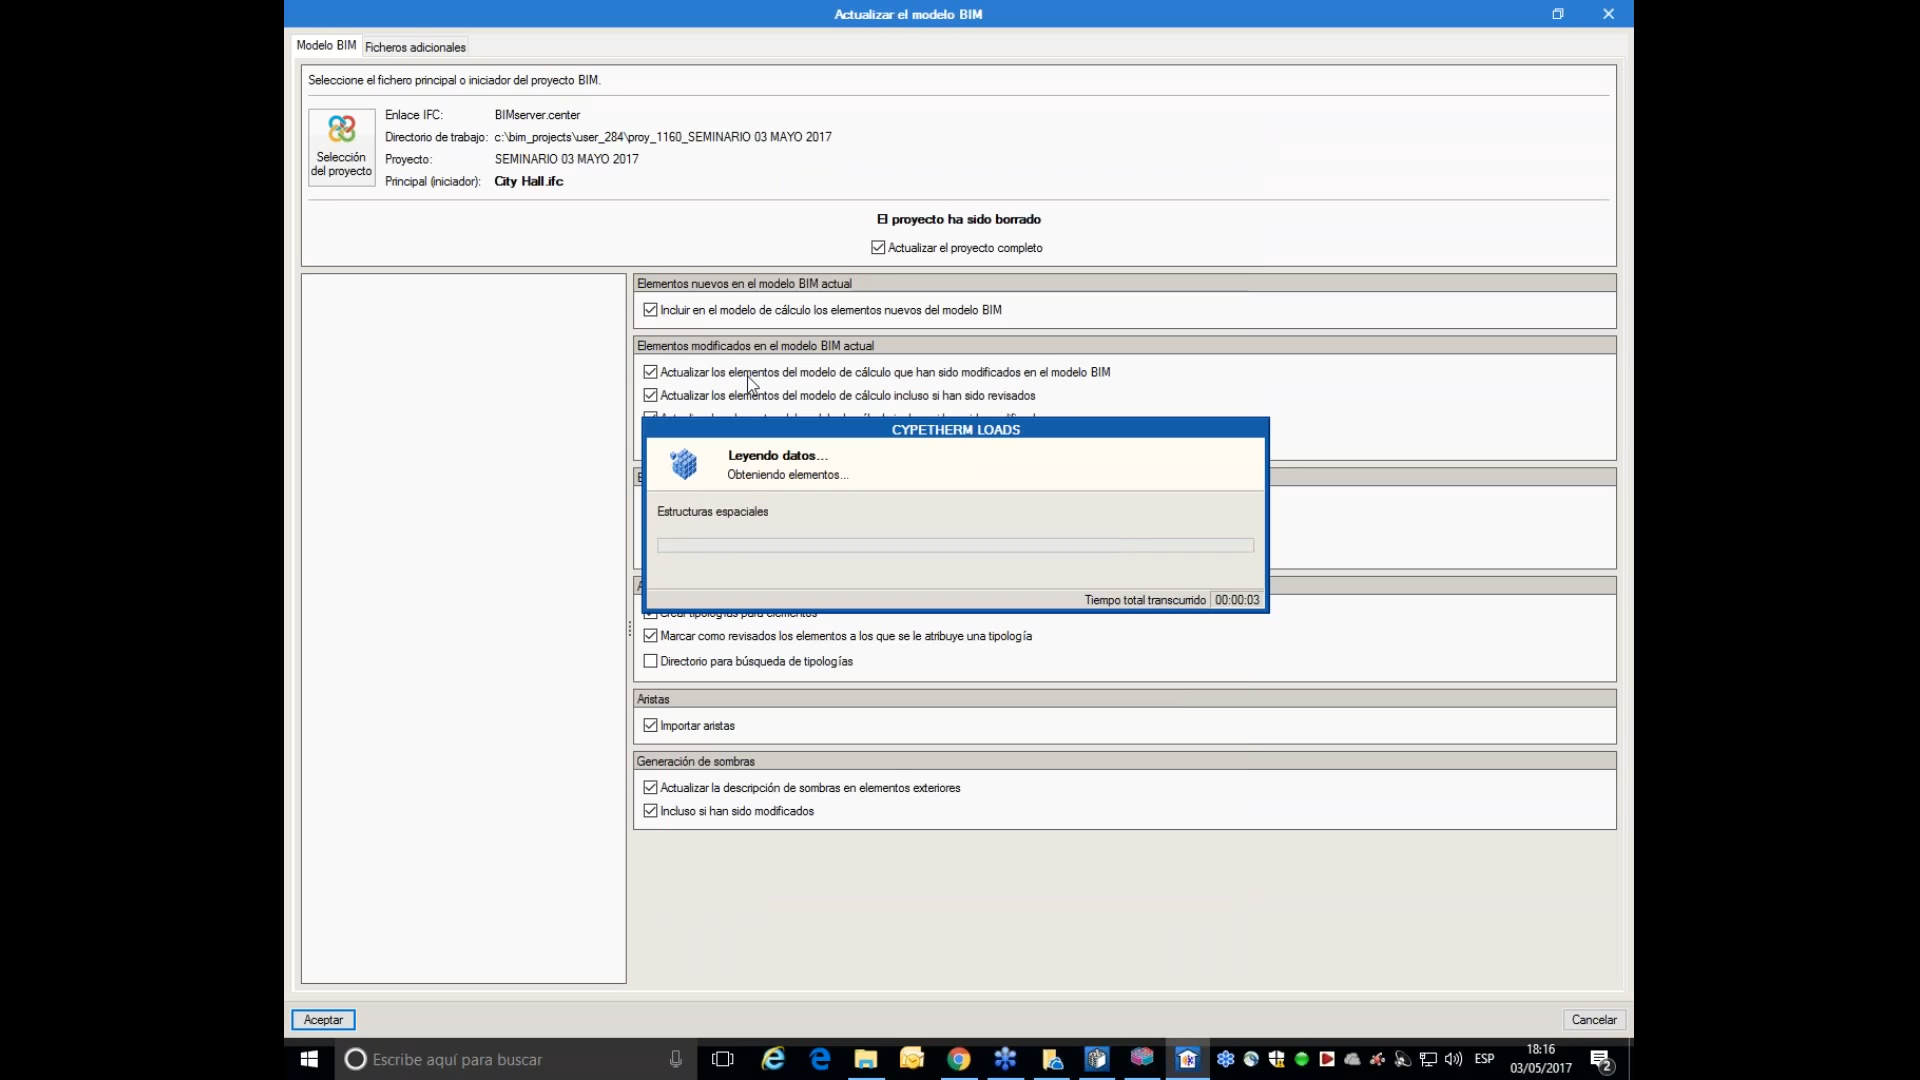 Actualizar el modelo BIM
Modelo BIM
Ficheros adicionales
Seleccione el fichero principal o iniciador del proyecto BIM.
Selección
del proyecto
Enlace IFC: BIMserver.center
Directorio de trabajo: c:\bim_projects\user_284\proy_1160_SEMINARIO 03 MAYO 2017
Proyecto: SEMINARIO 03 MAYO 2017
Principal (iniciador): City Hall.ifc
El proyecto ha sido borrado
Actualizar el proyecto completo
Elementos nuevos en el modelo BIM actual
Incluir en el modelo de cálculo los elementos nuevos del modelo BIM
Elementos modificados en el modelo BIM actual
Actualizar los elementos del modelo de cálculo que han sido modificados en el modelo BIM
Actualizar los elementos del modelo de cálculo incluso si han sido revisados
CYPETHERM LOADS
Leyendo datos...
Obteniendo elementos...
Estructuras espaciales
Tiempo total transcurrido 00:00:03
Crear tipologías para elementos
Marcar como revisados los elementos a los que se le atribuye una tipología
Directorio para búsqueda de tipologías
Aristas
Importar aristas
Generación de sombras
Actualizar la descripción de sombras en elementos exteriores
Incluso si han sido modificados
Aceptar
Cancelar
Escribe aquí para buscar
ESP
18:16
03/05/2017
2